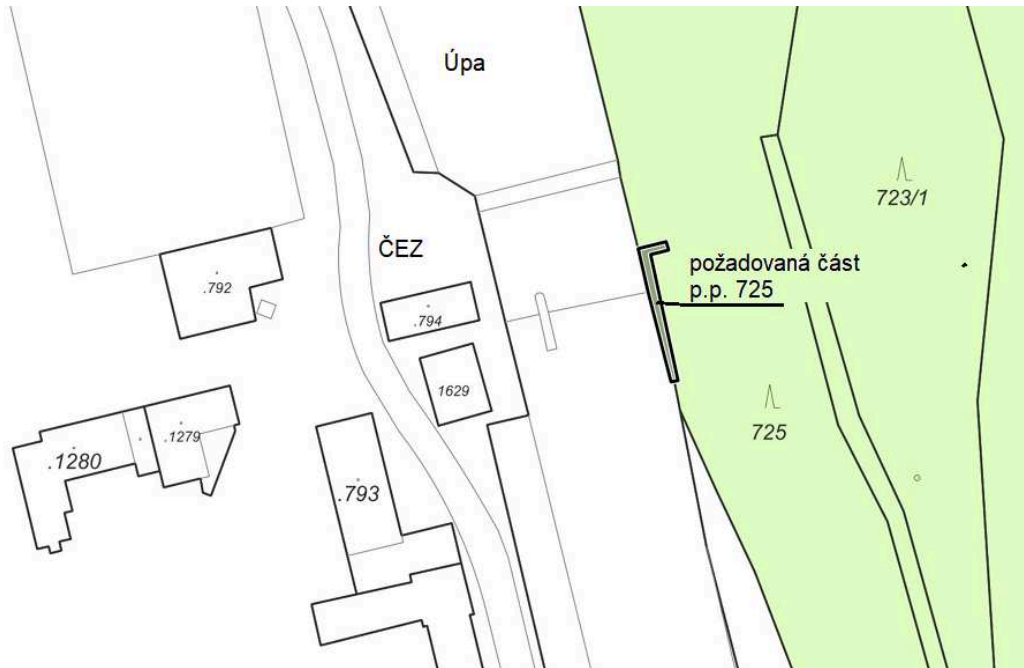 Úpa
723/1
ČEZ
požadovaná část
p.p. 725
.792
.794
1629
.1279
725
.1280
.793